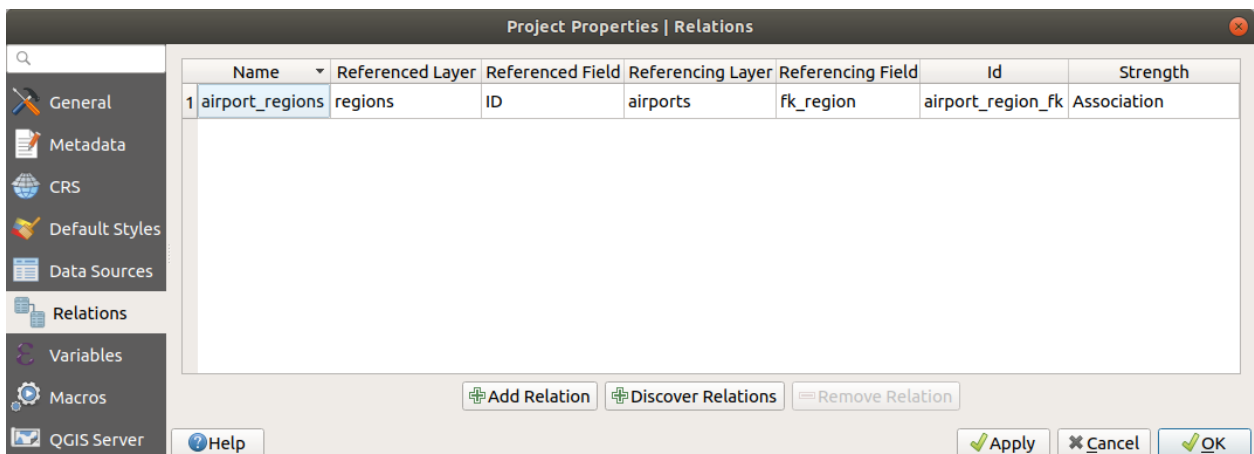 Project Properties | Relations
General
Metadata
CRS
Default Styles
Data Sources
Relations
Variables
Macros
QGIS Server
Name Referenced Layer Referenced Field Referencing Layer Referencing Field Id Strength
1 airport_regions regions ID airports fk_region airport_region_fk Association
Add Relation Discover Relations Remove Relation
Help Apply Cancel OK